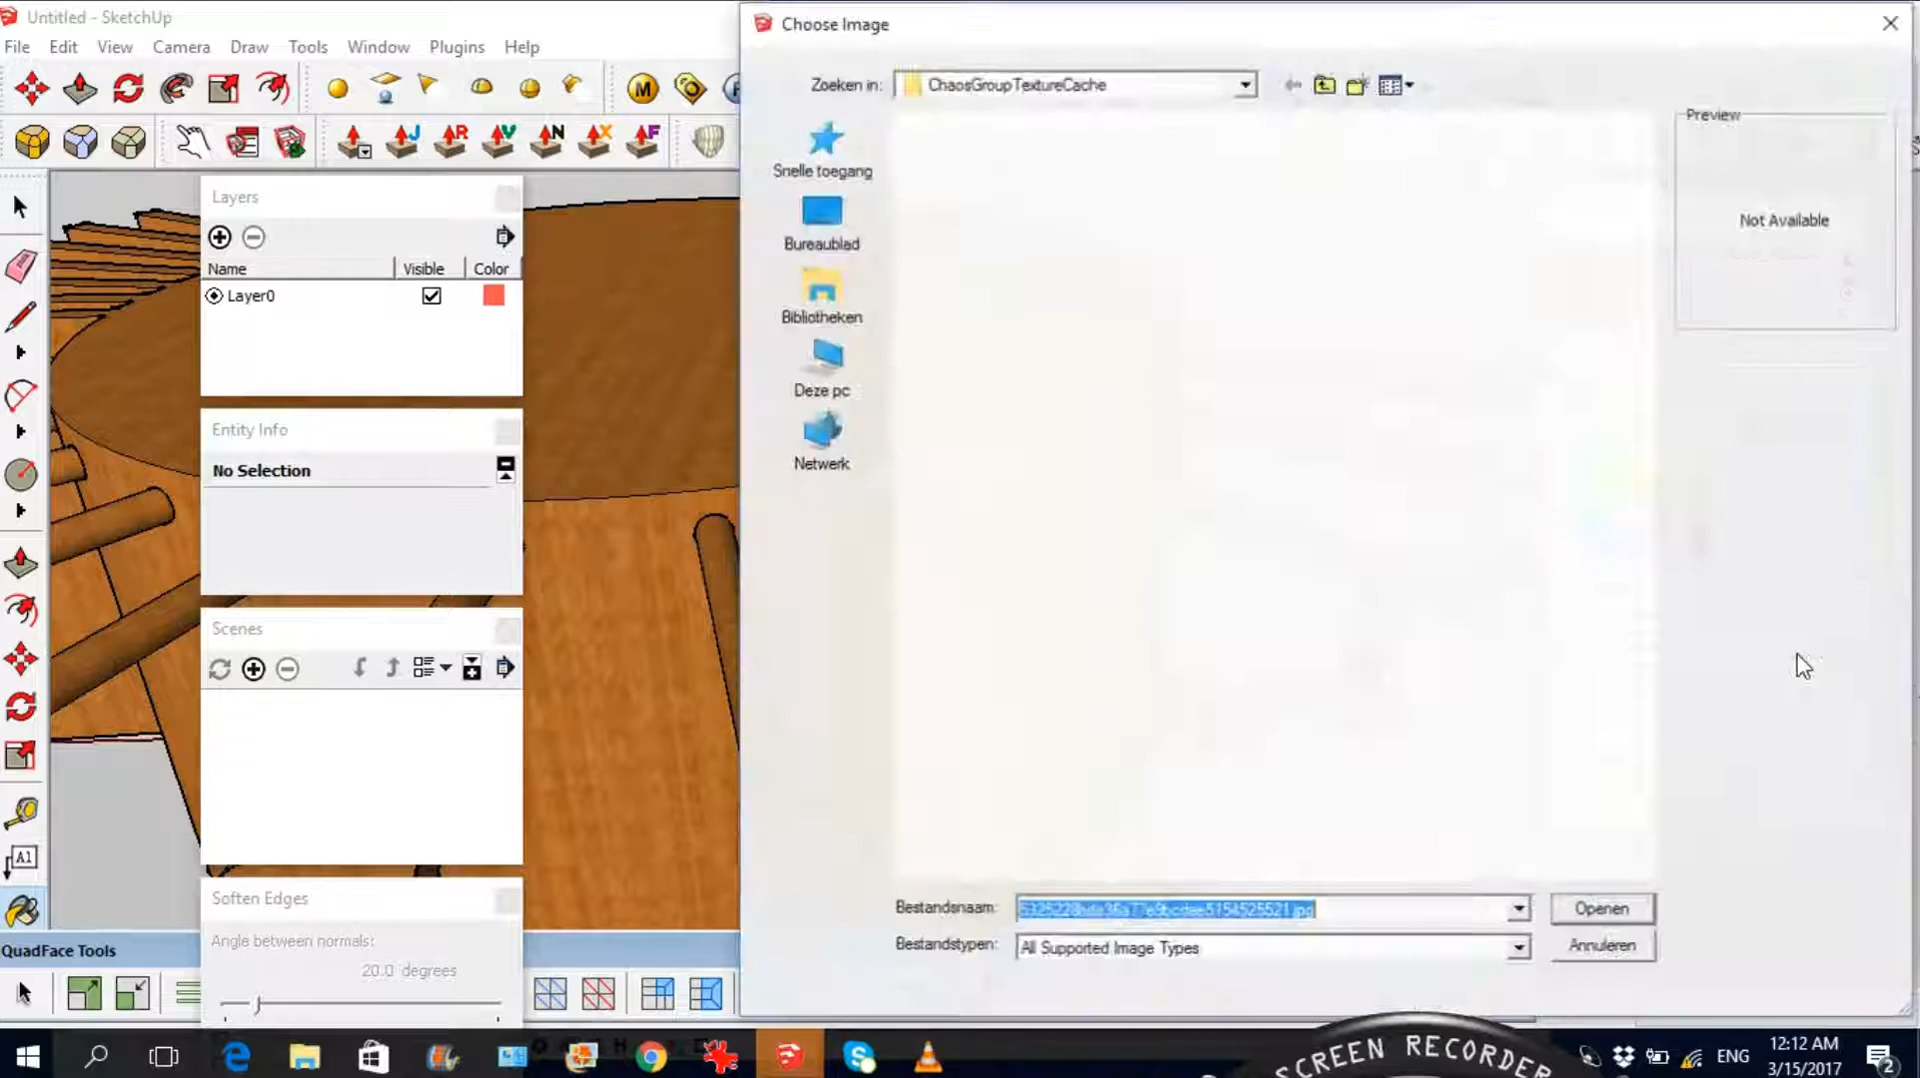 Untitled - SketchUp
File Edit View Camera Draw Tools Window Plugins Help
M
J R V N X F
Layers
Name Visible Color
Layer0
Entity Info
No Selection
Scenes
Soften Edges
Angle between normals:
20.0 degrees
A1
QuadFace Tools
Choose Image
Zoeken in: ChaosGroupTextureCache
Snelle toegang
Bureaublad
Bibliotheken
Deze pc
Netwerk
Preview
Not Available
Bestandsnaam:
Openen
Bestandstypen: All Supported Image Types
Annuleren
SCREEN RECORDER
ENG
12:12 AM
3/15/2017
2